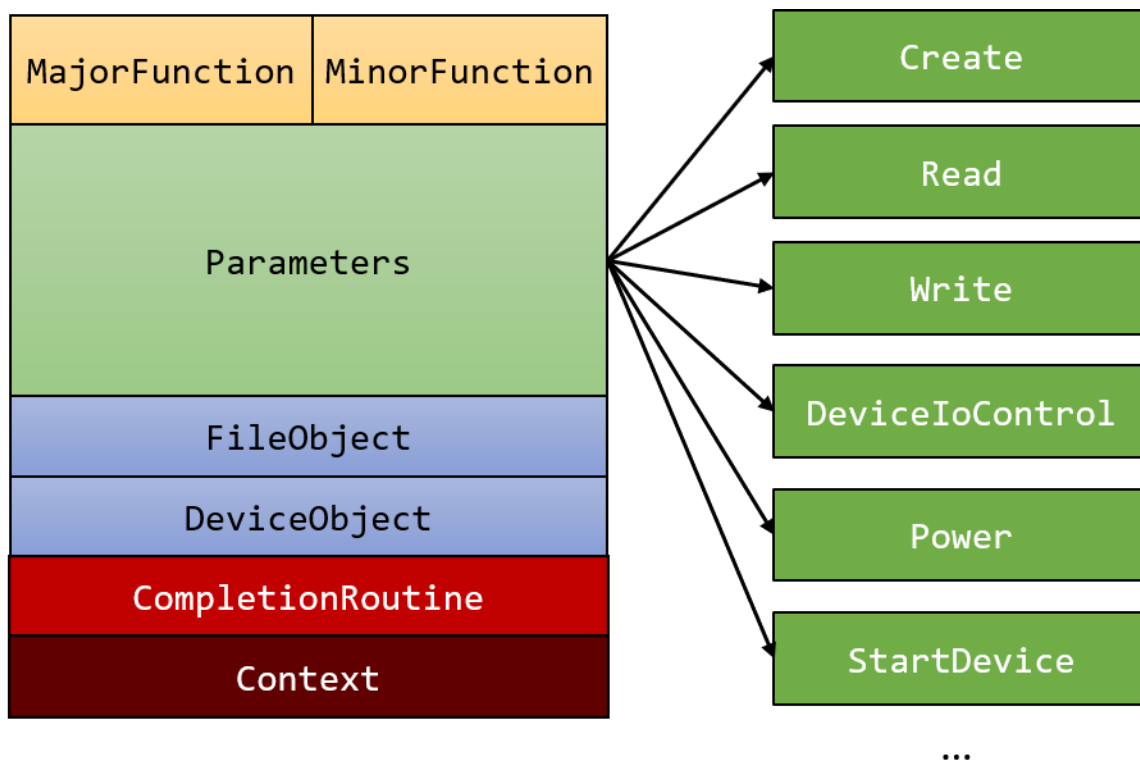 MajorFunction MinorFunction
Parameters
FileObject
DeviceObject
CompletionRoutine
Context
Create
Read
Write
DeviceIoControl
Power
StartDevice
...